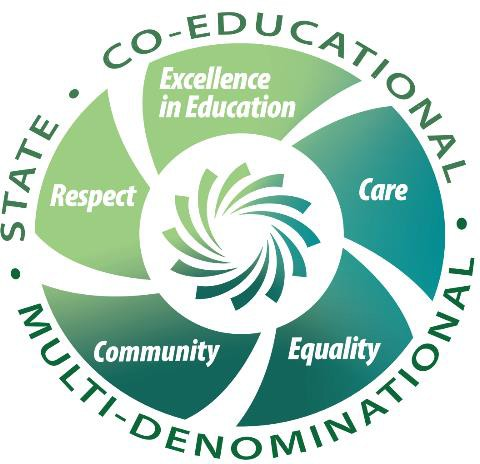 STATE • CO-EDUCATIONAL • MULTI-DENOMINATIONAL •
Excellence
in Education
Care
Equality
Community
Respect